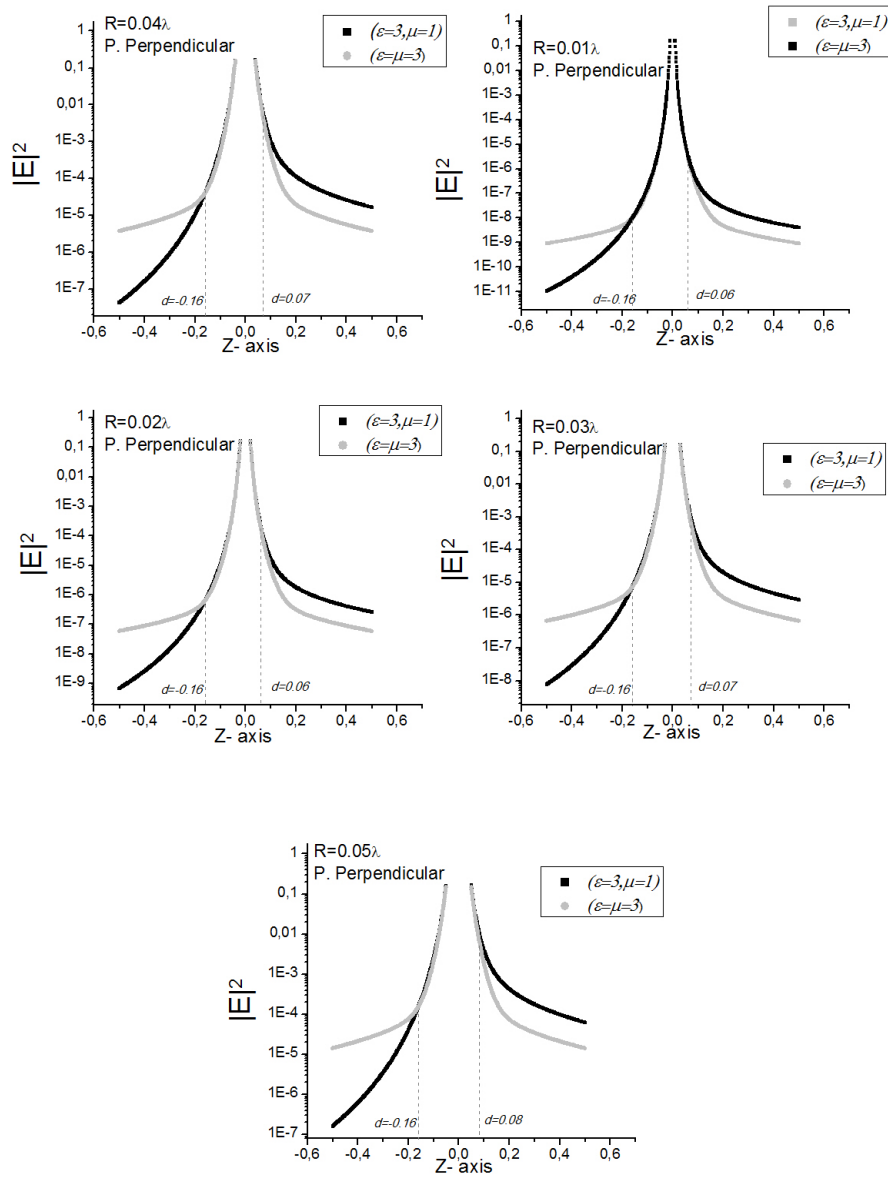 R=0.04λ
P. Perpendicular
(ε=3,μ=1)
(ε=μ=3)
1
0,1
0,01
1E-3
1E-4
1E-5
1E-6
1E-7
|E|²
d=-0.16
d=0.07
-0,6 -0,4 -0,2 0,0 0,2 0,4 0,6
Z- axis
R=0.01λ
P. Perpendicular
(ε=3,μ=1)
(ε=μ=3)
1
0,1
0,01
1E-3
1E-4
1E-5
1E-6
1E-7
1E-8
1E-9
1E-10
1E-11
|E|²
d=-0.16
d=0.06
-0,6 -0,4 -0,2 0,0 0,2 0,4 0,6
Z- axis
R=0.02λ
P. Perpendicular
(ε=3,μ=1)
(ε=μ=3)
1
0,1
0,01
1E-3
1E-4
1E-5
1E-6
1E-7
1E-8
1E-9
|E|²
d=-0.16
d=0.06
-0,6 -0,4 -0,2 0,0 0,2 0,4 0,6
Z- axis
R=0.03λ
P. Perpendicular
(ε=3,μ=1)
(ε=μ=3)
1
0,1
0,01
1E-3
1E-4
1E-5
1E-6
1E-7
1E-8
|E|²
d=-0.16
d=0.07
-0,6 -0,4 -0,2 0,0 0,2 0,4 0,6
Z- axis
R=0.05λ
P. Perpendicular
(ε=3,μ=1)
(ε=μ=3)
1
0,1
0,01
1E-3
1E-4
1E-5
1E-6
1E-7
|E|²
d=-0.16
d=0.08
-0,6 -0,4 -0,2 0,0 0,2 0,4 0,6
Z- axis